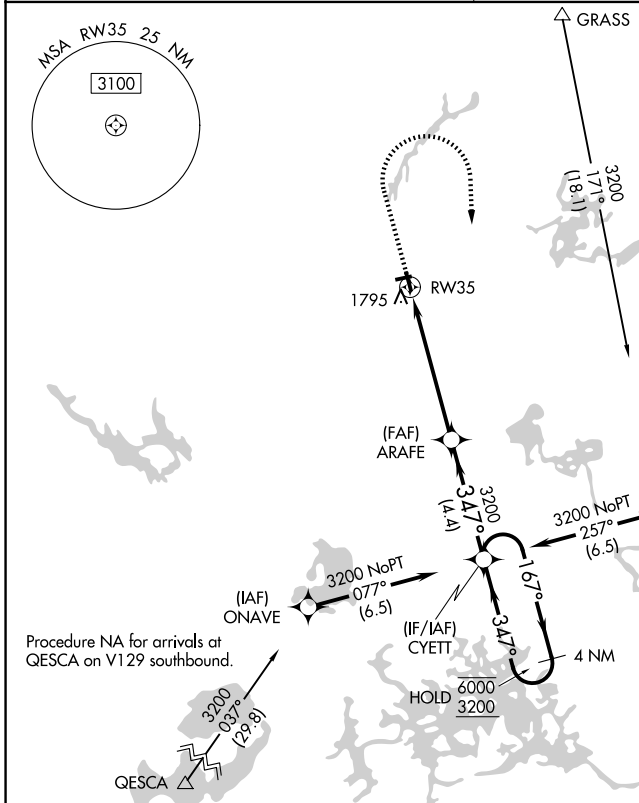 MSA RW35 25 NM
3100
GRASS
3200
171°
(18.1)
RW35
1795
(FAF)
ARAFE
3200
347°
(4.4)
3200 NoPT
257°
(6.5)
3200 NoPT
077°
(6.5)
(IAF)
ONAVE
(IF/IAF)
CYETT
167°
347°
4 NM
HOLD
6000
3200
Procedure NA for arrivals at
QESCA on V129 southbound.
3200
037°
(29.8)
QESCA